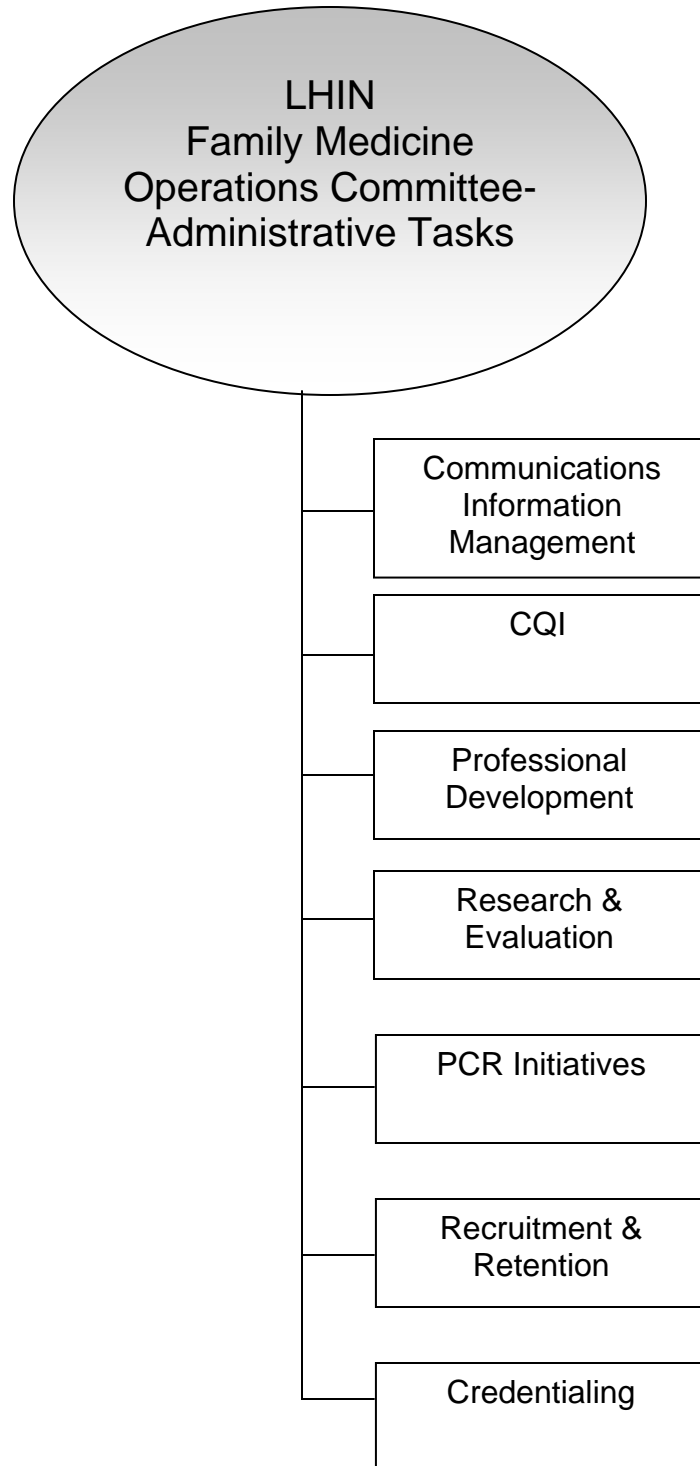 LHIN
Family Medicine
Operations Committee-
Administrative Tasks
Communications
Information
Management
CQI
Professional
Development
Research &
Evaluation
PCR Initiatives
Recruitment &
Retention
Credentialing